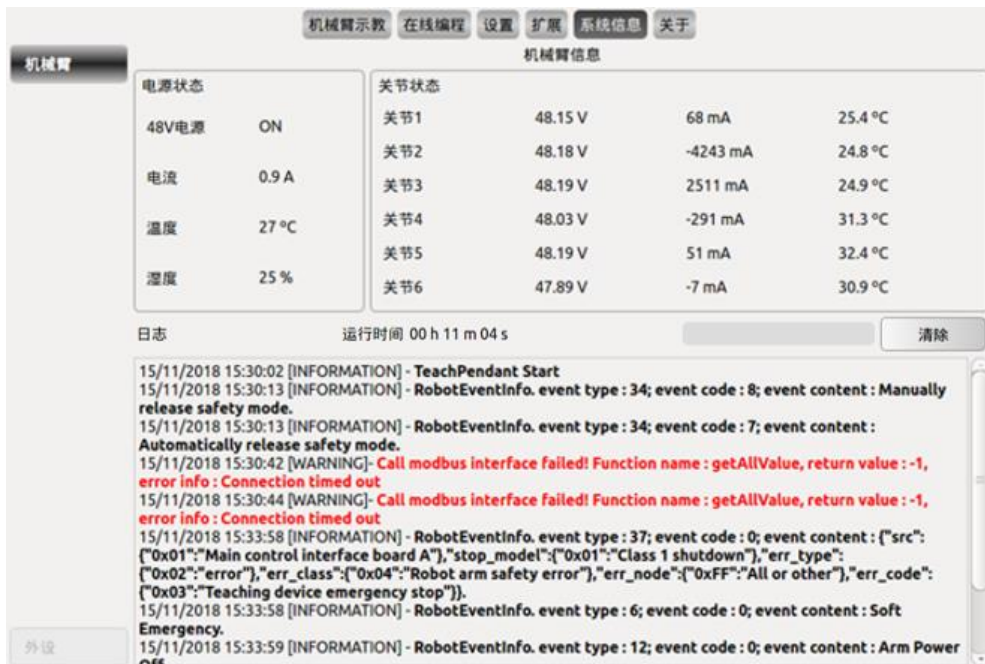 机械臂示教 在线编程 设置 扩展 系统信息 关于
机械臂
机械臂信息
电源状态
48V电源 ON
电流 0.9 A
温度 27 ºC
湿度 25 %
关节状态
关节1 48.15 V 68 mA 25.4 ºC
关节2 48.18 V -4243 mA 24.8 ºC
关节3 48.19 V 2511 mA 24.9 ºC
关节4 48.03 V -291 mA 31.3 ºC
关节5 48.19 V 51 mA 32.4 ºC
关节6 47.89 V -7 mA 30.9 ºC
日志 运行时间 00 h 11 m 04 s 清除
15/11/2018 15:30:02 [INFORMATION] - TeachPendant Start
15/11/2018 15:30:13 [INFORMATION] - RobotEventInfo. event type : 34; event code : 8; event content : Manually
release safety mode.
15/11/2018 15:30:13 [INFORMATION] - RobotEventInfo. event type : 34; event code : 7; event content :
Automatically release safety mode.
15/11/2018 15:30:42 [WARNING]- Call modbus interface failed! Function name : getAllValue, return value : -1,
error info : Connection timed out
15/11/2018 15:30:44 [WARNING]- Call modbus interface failed! Function name : getAllValue, return value : -1,
error info : Connection timed out
15/11/2018 15:33:58 [INFORMATION] - RobotEventInfo. event type : 37; event code : 0; event content : {"src":
{"0x01":"Main control interface board A"},"stop_model":{"0x01":"Class 1 shutdown"},"err_type":
{"0x02":"error"},"err_class":{"0x04":"Robot arm safety error"},"err_node":{"0xFF":"All or other"},"err_code":
{"0x03":"Teaching device emergency stop"}}.
15/11/2018 15:33:58 [INFORMATION] - RobotEventInfo. event type : 6; event code : 0; event content : Soft
Emergency.
15/11/2018 15:33:59 [INFORMATION] - RobotEventInfo. event type : 12; event code : 0; event content : Arm Power
外设